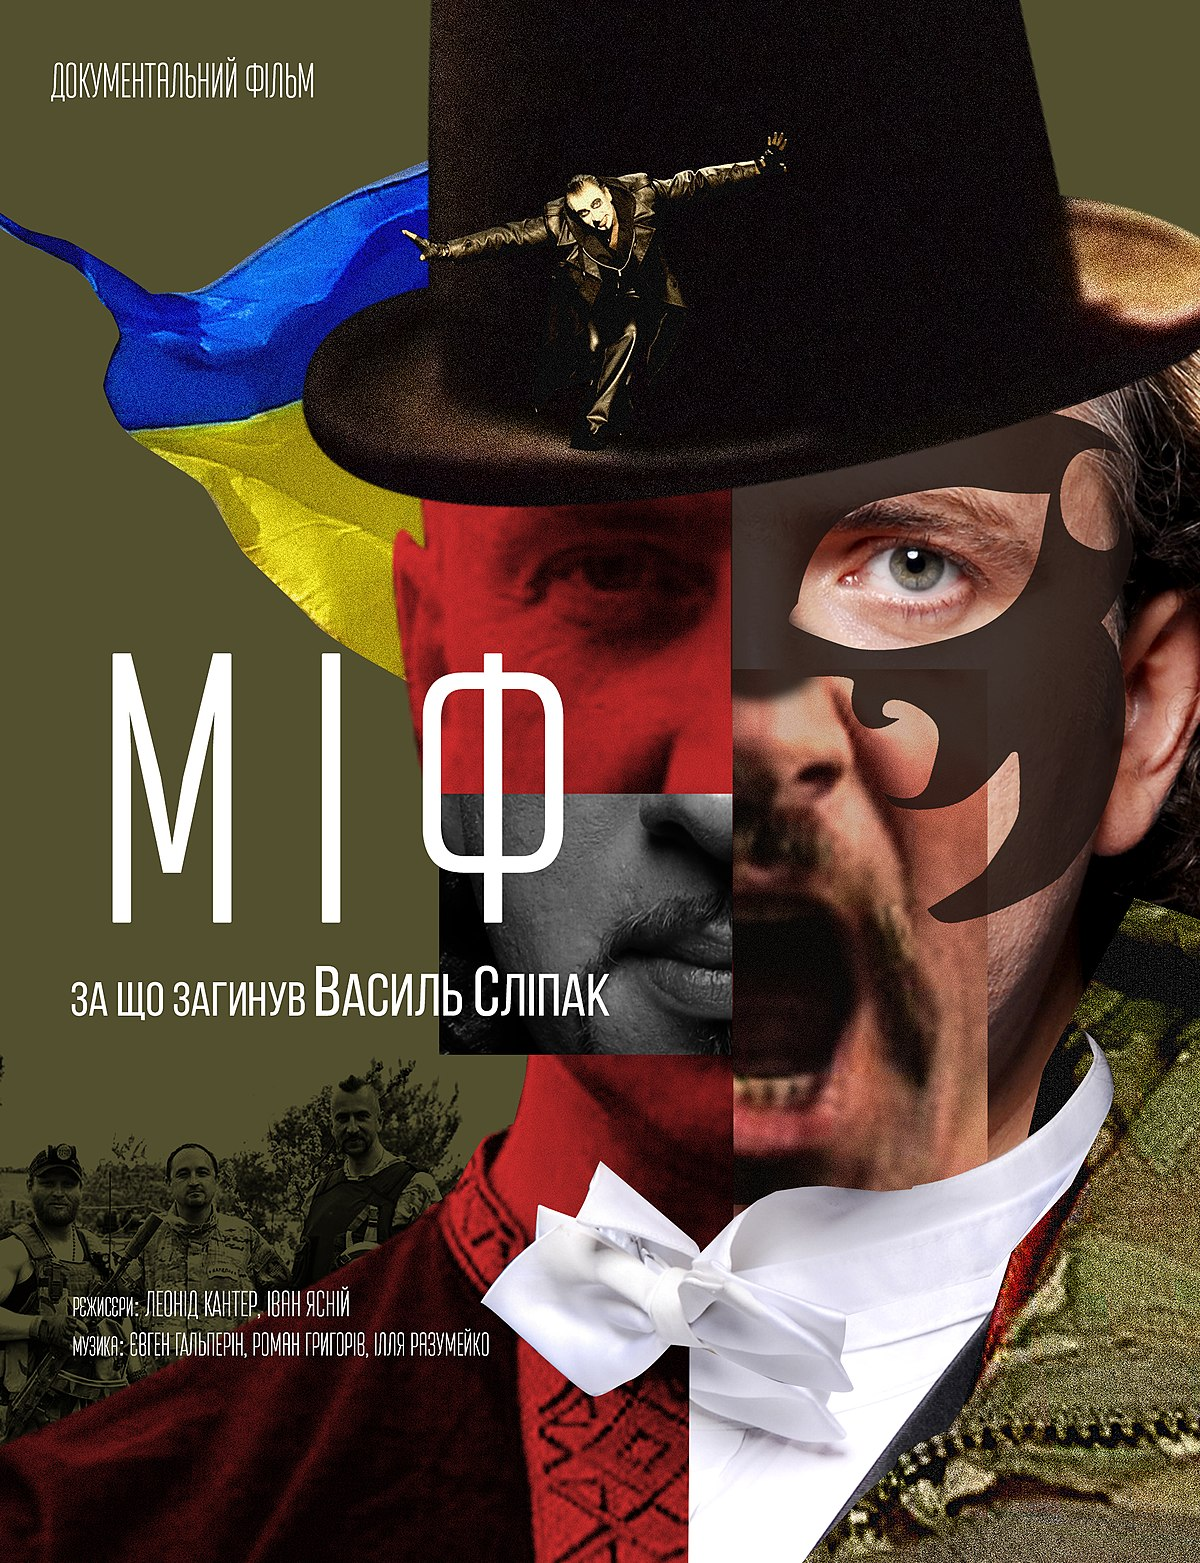 ДОКУМЕНТАЛЬНИЙ ФІЛЬМ
МІФ
ЗА ЩО ЗАГИНУВ ВАСИЛЬ СЛІПАК
РЕЖИСЕРИ: ЛЕОНІД КАНТЕР, ІВАН ЯСНІЙ
МУЗИКА: ЄВГЕН ГАЛЬПЕРІН, РОМАН ГРИГОРІВ, ІЛЛЯ РАЗУМЕЙКО